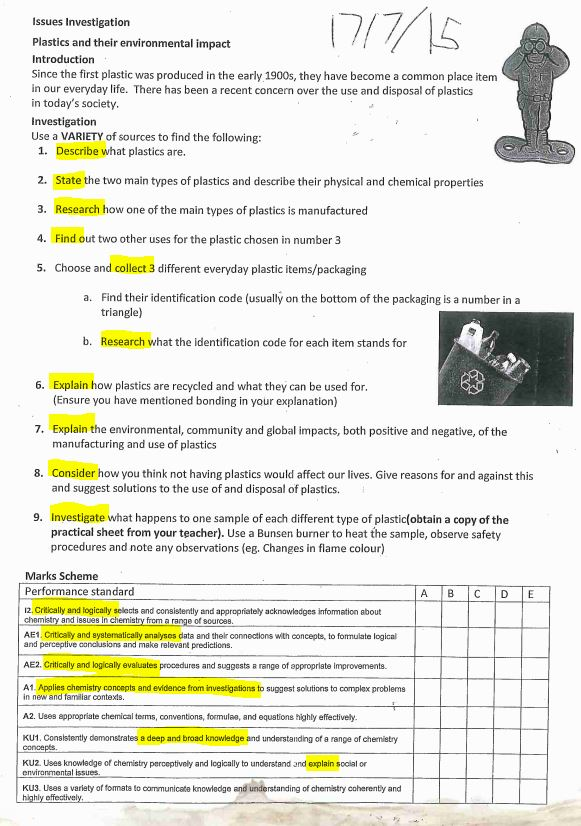 Issues Investigation
17/7/15
Plastics and their environmental impact
Introduction
Since the first plastic was produced in the early 1900s, they have become a common place item
in our everyday life.  There has been a recent concern over the use and disposal of plastics
in today's society.
Investigation
Use a VARIETY of sources to find the following:
1. Describe what plastics are.
2. State the two main types of plastics and describe their physical and chemical properties
3. Research how one of the main types of plastics is manufactured
4. Find out two other uses for the plastic chosen in number 3
5. Choose and collect 3 different everyday plastic items/packaging
a. Find their identification code (usually on the bottom of the packaging is a number in a
triangle)
b. Research what the identification code for each item stands for
6. Explain how plastics are recycled and what they can be used for.
(Ensure you have mentioned bonding in your explanation)
7. Explain the environmental, community and global impacts, both positive and negative, of the
manufacturing and use of plastics
8. Consider how you think not having plastics would affect our lives. Give reasons for and against this
and suggest solutions to the use of and disposal of plastics.
9. Investigate what happens to one sample of each different type of plastic(obtain a copy of the
practical sheet from your teacher). Use a Bunsen burner to heat the sample, observe safety
procedures and note any observations (eg. Changes in flame colour)
Marks Scheme
Performance standard A B C D E
I2. Critically and logically selects and consistently and appropriately acknowledges information about
chemistry and issues in chemistry from a range of sources.
AE1. Critically and systematically analyses data and their connections with concepts, to formulate logical
and perceptive conclusions and make relevant predictions.
AE2. Critically and logically evaluates procedures and suggests a range of appropriate improvements.
A1. Applies chemistry concepts and evidence from investigations to suggest solutions to complex problems
in new and familiar contexts.
A2. Uses appropriate chemical terms, conventions, formulae, and equations highly effectively.
KU1. Consistently demonstrates a deep and broad knowledge and understanding of a range of chemistry
concepts.
KU2. Uses knowledge of chemistry perceptively and logically to understand and explain social or
environmental issues.
KU3. Uses a variety of formats to communicate knowledge and understanding of chemistry coherently and
highly effectively.